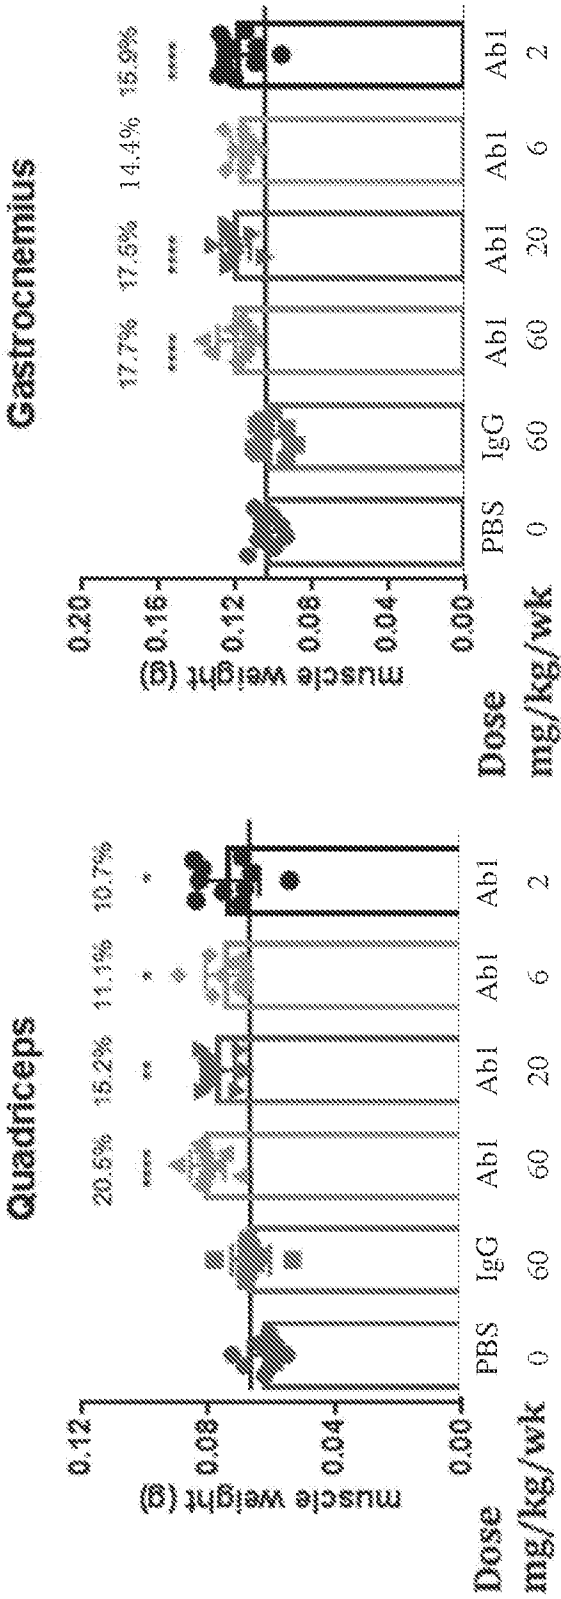 Quadriceps
20.5% 15.2% 11.1% 10.7%
**** ** * *
muscle weight (g)
0.12
0.08
0.04
0.00
PBS IgG Ab1 Ab1 Ab1 Ab1
Dose
mg/kg/wk 0 60 60 20 6 2
Gastrocnemius
17.7% 17.5% 14.4% 15.9%
**** **** ****
muscle weight (g)
0.20
0.16
0.12
0.08
0.04
0.00
PBS IgG Ab1 Ab1 Ab1 Ab1
Dose
mg/kg/wk 0 60 60 20 6 2